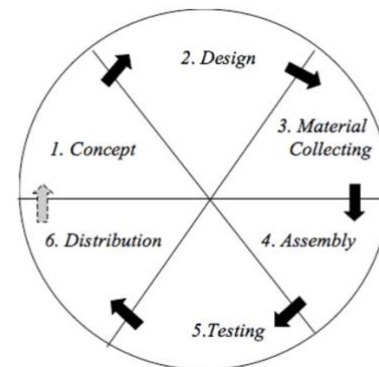 2. Design
3. Material
Collecting
1. Concept
6. Distribution
4. Assembly
5.Testing